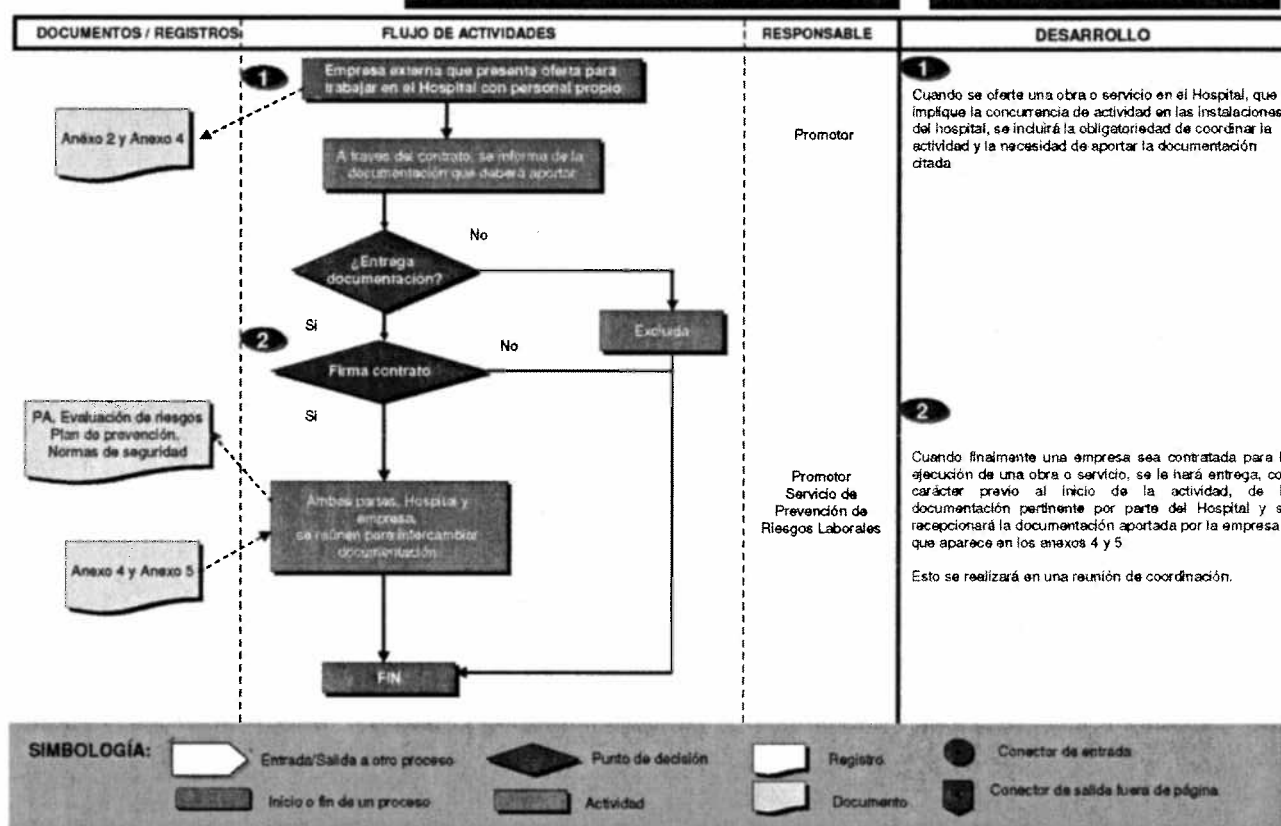 DOCUMENTOS / REGISTROS
FLUJO DE ACTIVIDADES
RESPONSABLE
DESARROLLO
1
Empresa externa que presenta oferta para
trabajar en el Hospital con personal propio
Anexo 2 y Anexo 4
A traves del contrato, se informa de la
documentación que deberá aportar
Promotor
1
Cuando se oferte una obra o servicio en el Hospital, que
implique la concurrencia de actividad en las instalaciones
del hospital, se incluirá la obligatoriedad de coordinar la
actividad y la necesidad de aportar la documentación
citada
¿Entrega
documentación?
No
Si
Excluida
2
Firma contrato
No
Si
PA. Evaluación de riesgos
Plan de prevención.
Normas de seguridad
Ambas partes, Hospital y
empresa,
se reúnen para intercambiar
documentación
Anexo 4 y Anexo 5
FIN
Promotor
Servicio de
Prevención de
Riesgos Laborales
2
Cuando finalmente una empresa sea contratada para
ejecución de una obra o servicio, se le hará entrega,
carácter previo al inicio de la actividad, de
documentación pertinente por parte del Hospital y
recepcionará la documentación aportada por la empresa
que aparece en los anexos 4 y 5
Esto se realizará en una reunión de coordinación.
SIMBOLOGÍA:
Entrada/Salida a otro proceso
Punto de decisión
Registro
Conector de entrada
Inicio o fin de un proceso
Actividad
Documento
Conector de salida fuera de página